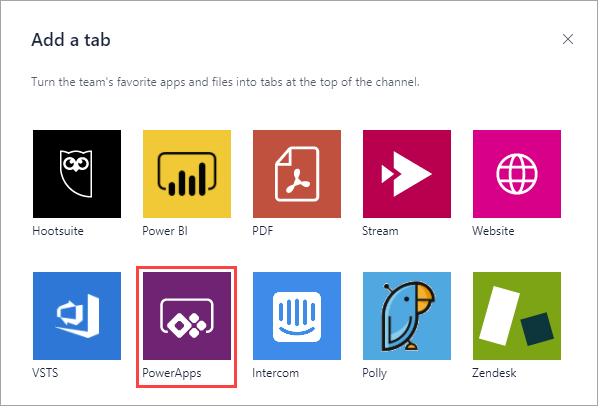 Add a tab
Turn the team's favorite apps and files into tabs at the top of the channel.
Hootsuite
Power BI
PDF
Stream
Website
VSTS
PowerApps
Intercom
Polly
Zendesk